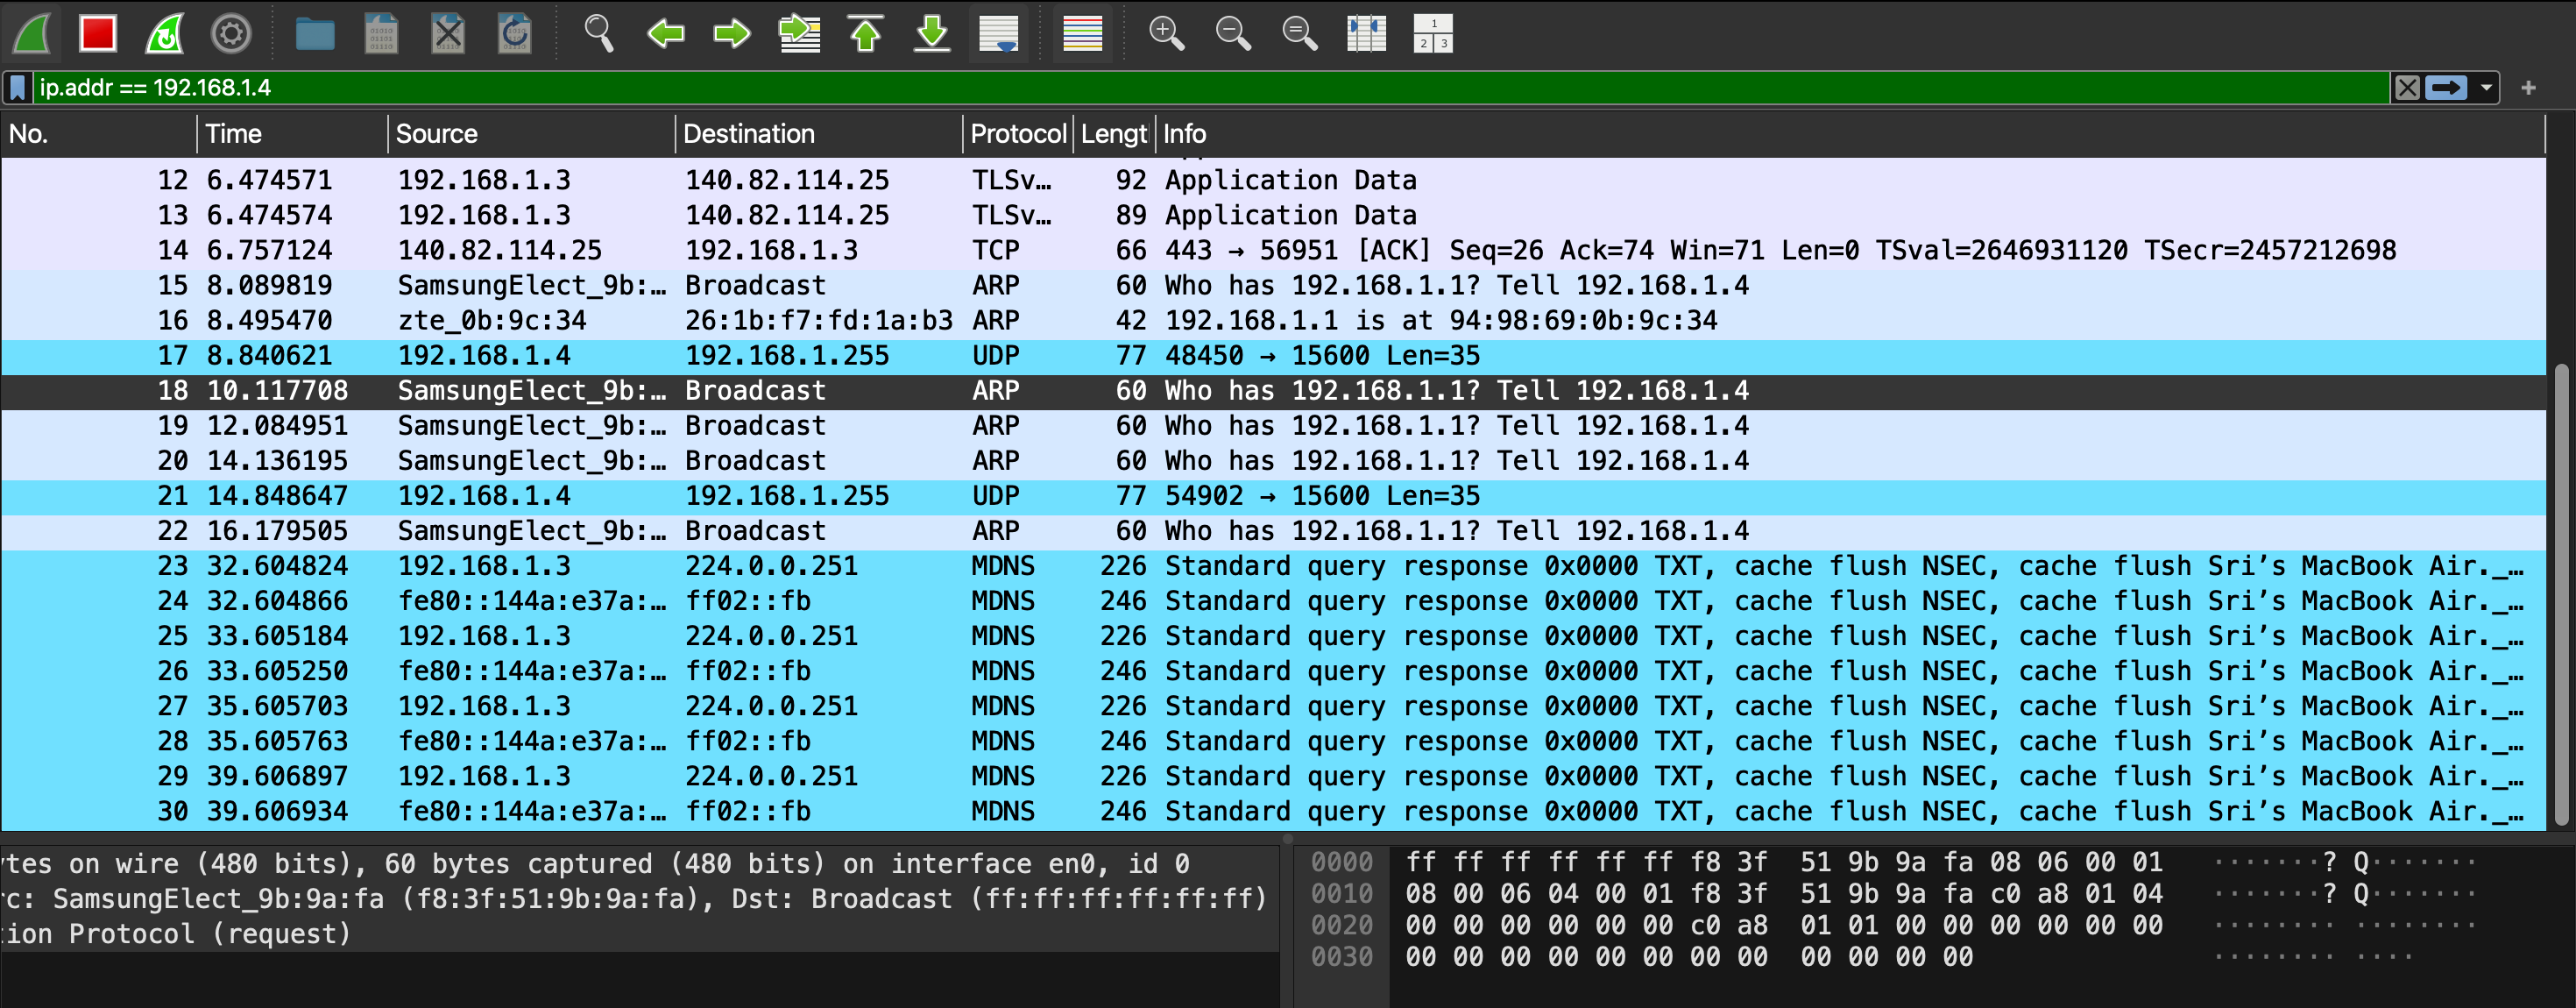 1
2 3
ip.addr == 192.168.1.4
No. Time Source Destination Protocol Lengt Info
12 6.474571 192.168.1.3 140.82.114.25 TLSv… 92 Application Data
13 6.474574 192.168.1.3 140.82.114.25 TLSv… 89 Application Data
14 6.757124 140.82.114.25 192.168.1.3 TCP 66 443 → 56951 [ACK] Seq=26 Ack=74 Win=71 Len=0 TSval=2646931120 TSecr=2457212698
15 8.089819 SamsungElect_9b:… Broadcast ARP 60 Who has 192.168.1.1? Tell 192.168.1.4
16 8.495470 zte_0b:9c:34 26:1b:f7:fd:1a:b3 ARP 42 192.168.1.1 is at 94:98:69:0b:9c:34
17 8.840621 192.168.1.4 192.168.1.255 UDP 77 48450 → 15600 Len=35
18 10.117708 SamsungElect_9b:… Broadcast ARP 60 Who has 192.168.1.1? Tell 192.168.1.4
19 12.084951 SamsungElect_9b:… Broadcast ARP 60 Who has 192.168.1.1? Tell 192.168.1.4
20 14.136195 SamsungElect_9b:… Broadcast ARP 60 Who has 192.168.1.1? Tell 192.168.1.4
21 14.848647 192.168.1.4 192.168.1.255 UDP 77 54902 → 15600 Len=35
22 16.179505 SamsungElect_9b:… Broadcast ARP 60 Who has 192.168.1.1? Tell 192.168.1.4
23 32.604824 192.168.1.3 224.0.0.251 MDNS 226 Standard query response 0x0000 TXT, cache flush NSEC, cache flush Sri’s MacBook Air._…
24 32.604866 fe80::144a:e37a:… ff02::fb MDNS 246 Standard query response 0x0000 TXT, cache flush NSEC, cache flush Sri’s MacBook Air._…
25 33.605184 192.168.1.3 224.0.0.251 MDNS 226 Standard query response 0x0000 TXT, cache flush NSEC, cache flush Sri’s MacBook Air._…
26 33.605250 fe80::144a:e37a:… ff02::fb MDNS 246 Standard query response 0x0000 TXT, cache flush NSEC, cache flush Sri’s MacBook Air._…
27 35.605703 192.168.1.3 224.0.0.251 MDNS 226 Standard query response 0x0000 TXT, cache flush NSEC, cache flush Sri’s MacBook Air._…
28 35.605763 fe80::144a:e37a:… ff02::fb MDNS 246 Standard query response 0x0000 TXT, cache flush NSEC, cache flush Sri’s MacBook Air._…
29 39.606897 192.168.1.3 224.0.0.251 MDNS 226 Standard query response 0x0000 TXT, cache flush NSEC, cache flush Sri’s MacBook Air._…
30 39.606934 fe80::144a:e37a:… ff02::fb MDNS 246 Standard query response 0x0000 TXT, cache flush NSEC, cache flush Sri’s MacBook Air._…
ytes on wire (480 bits), 60 bytes captured (480 bits) on interface en0, id 0
rc: SamsungElect_9b:9a:fa (f8:3f:51:9b:9a:fa), Dst: Broadcast (ff:ff:ff:ff:ff:ff)
ion Protocol (request)
0000 ff ff ff ff ff ff f8 3f 51 9b 9a fa 08 06 00 01 ·······? Q·······
0010 08 00 06 04 00 01 f8 3f 51 9b 9a fa c0 a8 01 04 ·······? Q·······
0020 00 00 00 00 00 00 c0 a8 01 01 00 00 00 00 00 00 ········ ········
0030 00 00 00 00 00 00 00 00 00 00 00 00 ········ ····